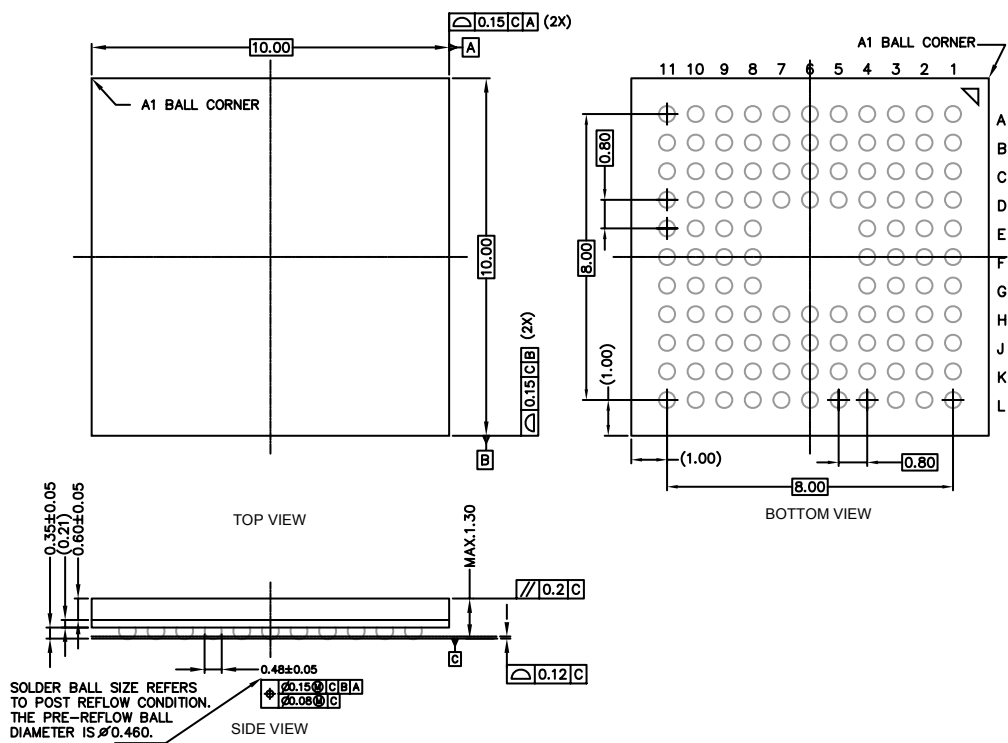 ⌓ 0.15 C A (2X)
10.00
A
A1 BALL CORNER
10.00
⌓ 0.15 C B (2X)
B
TOP VIEW
A1 BALL CORNER
11 10 9 8 7 6 5 4 3 2 1
A
B
C
D
E
F
G
H
J
K
L
0.80
8.00
(1.00)
(1.00)
0.80
8.00
BOTTOM VIEW
0.35±0.05
(0.21)
0.60±0.05
MAX.1.30
// 0.2 C
C
⌓ 0.12 C
0.48±0.05
⌖ Ø0.15Ⓜ C B A
Ø0.08Ⓜ C
SOLDER BALL SIZE REFERS
TO POST REFLOW CONDITION.
THE PRE-REFLOW BALL
DIAMETER IS Ø0.460.
SIDE VIEW